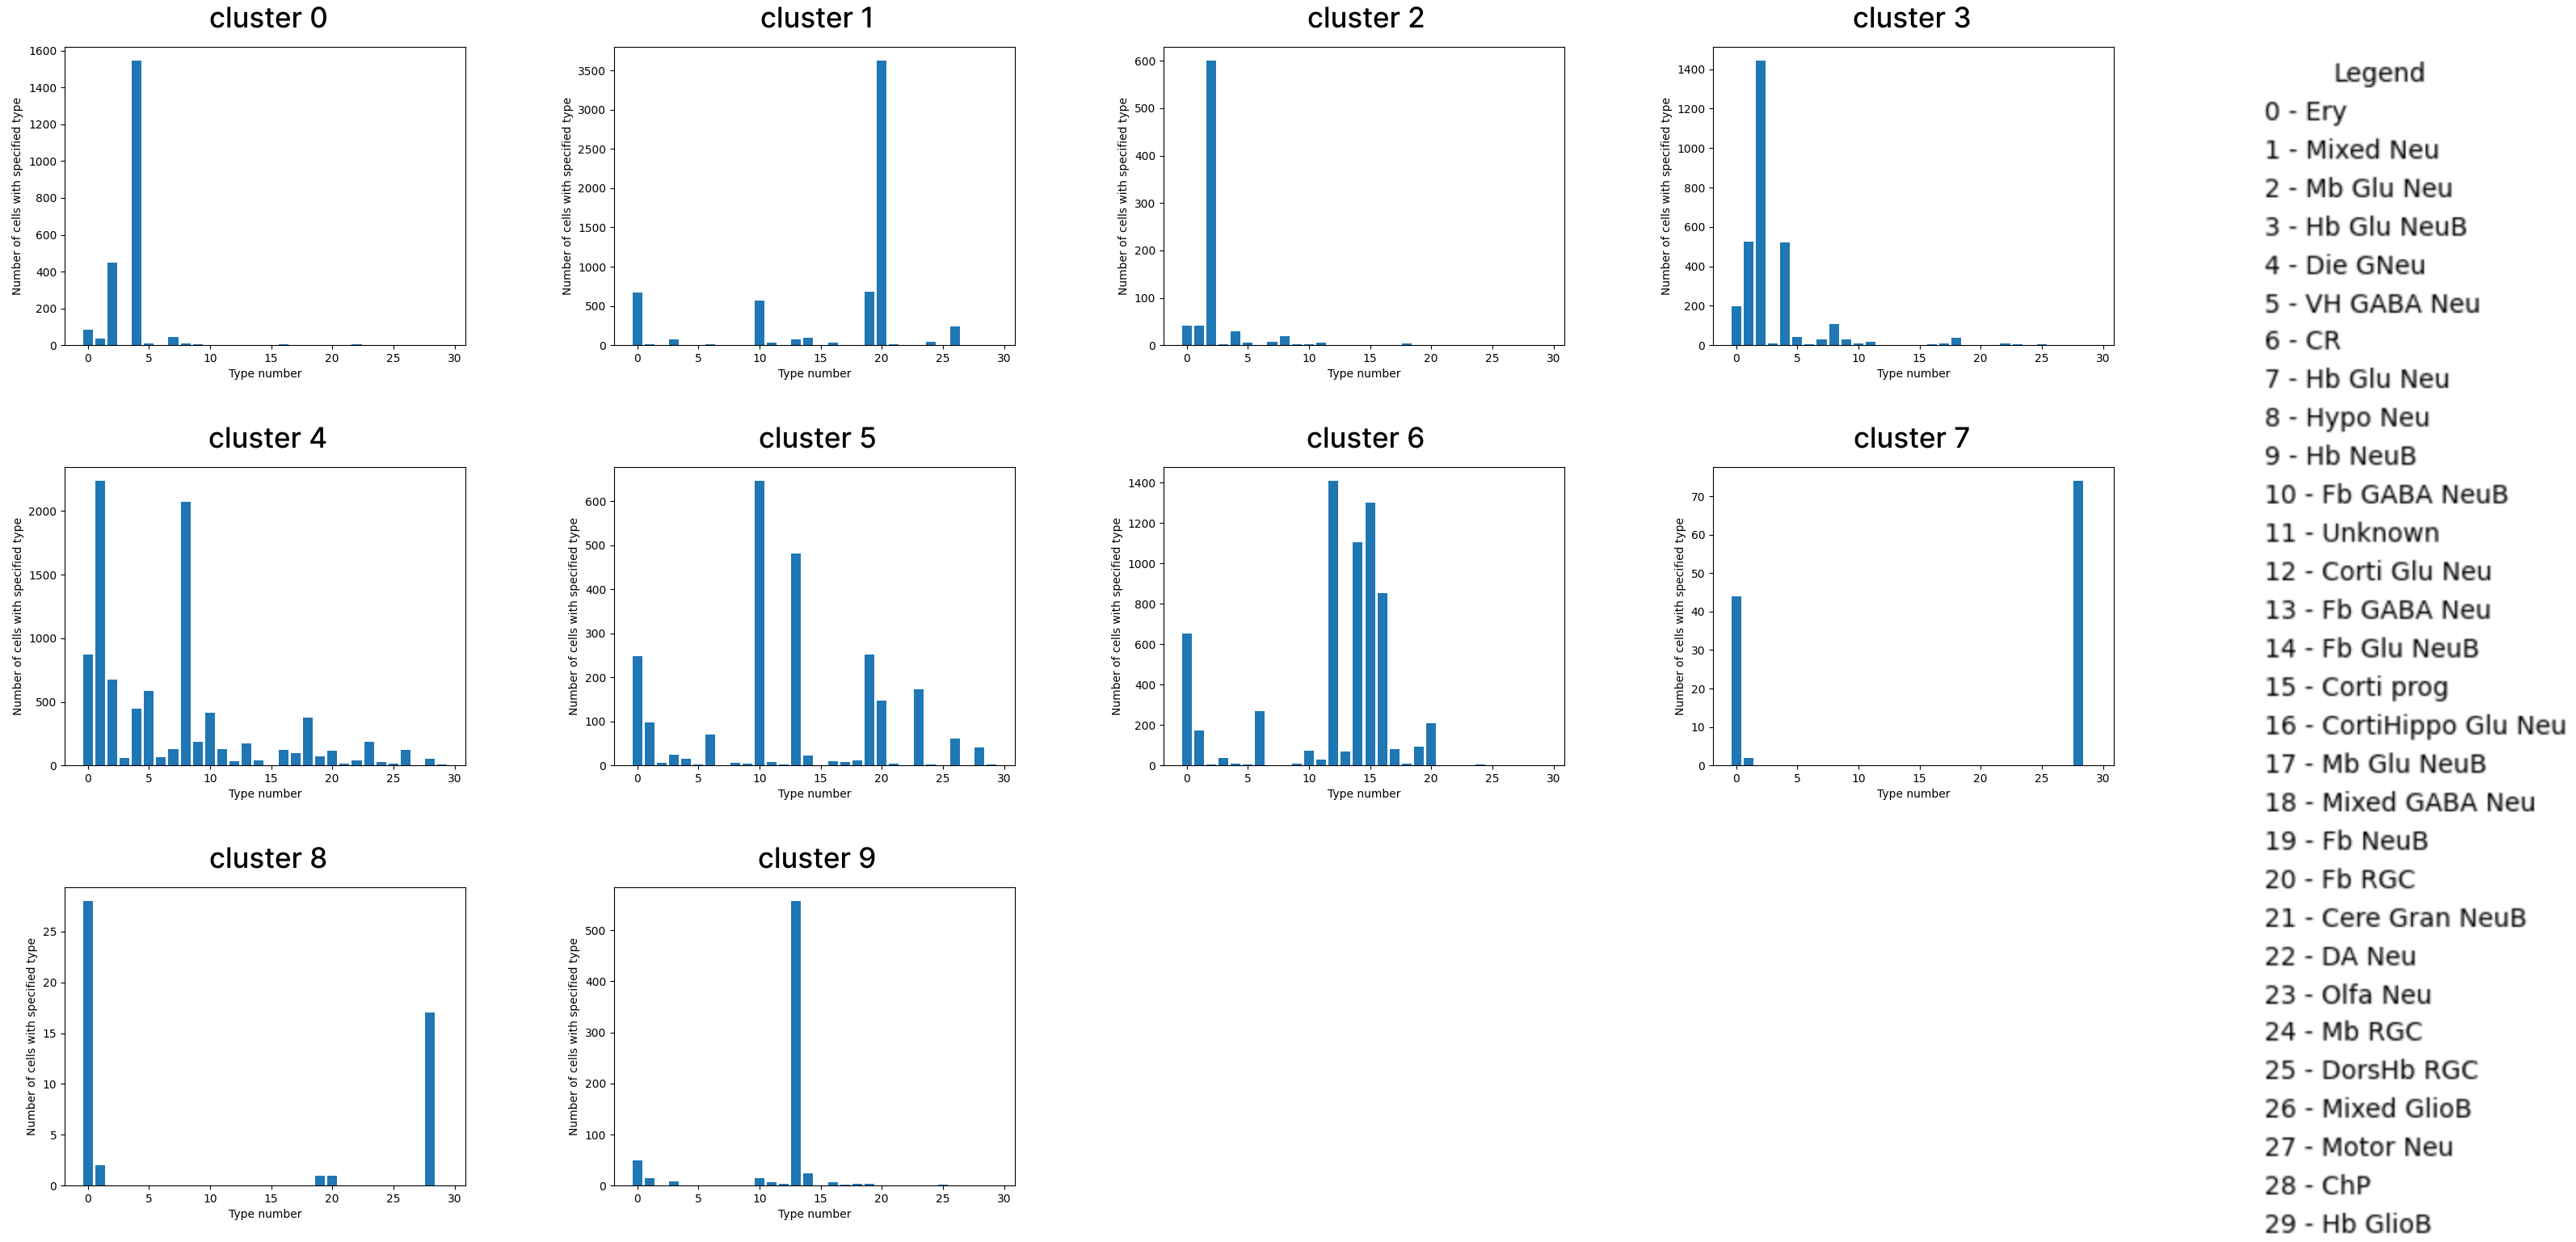 cluster 0
1600
1400
1200
1000
800
600
400
200
0
Number of cells with specified type
0 5 10 15 20 25 30
Type number
cluster 1
3500
3000
2500
2000
1500
1000
500
0
Number of cells with specified type
0 5 10 15 20 25 30
Type number
cluster 2
600
500
400
300
200
100
0
Number of cells with specified type
0 5 10 15 20 25 30
Type number
cluster 3
1400
1200
1000
800
600
400
200
0
Number of cells with specified type
0 5 10 15 20 25 30
Type number
cluster 4
2000
1500
1000
500
0
Number of cells with specified type
0 5 10 15 20 25 30
Type number
cluster 5
600
500
400
300
200
100
0
Number of cells with specified type
0 5 10 15 20 25 30
Type number
cluster 6
1400
1200
1000
800
600
400
200
0
Number of cells with specified type
0 5 10 15 20 25 30
Type number
cluster 7
70
60
50
40
30
20
10
0
Number of cells with specified type
0 5 10 15 20 25 30
Type number
cluster 8
25
20
15
10
5
0
Number of cells with specified type
0 5 10 15 20 25 30
Type number
cluster 9
500
400
300
200
100
0
Number of cells with specified type
0 5 10 15 20 25 30
Type number
Legend
0 - Ery
1 - Mixed Neu
2 - Mb Glu Neu
3 - Hb Glu NeuB
4 - Die GNeu
5 - VH GABA Neu
6 - CR
7 - Hb Glu Neu
8 - Hypo Neu
9 - Hb NeuB
10 - Fb GABA NeuB
11 - Unknown
12 - Corti Glu Neu
13 - Fb GABA Neu
14 - Fb Glu NeuB
15 - Corti prog
16 - CortiHippo Glu Neu
17 - Mb Glu NeuB
18 - Mixed GABA Neu
19 - Fb NeuB
20 - Fb RGC
21 - Cere Gran NeuB
22 - DA Neu
23 - Olfa Neu
24 - Mb RGC
25 - DorsHb RGC
26 - Mixed GlioB
27 - Motor Neu
28 - ChP
29 - Hb GlioB